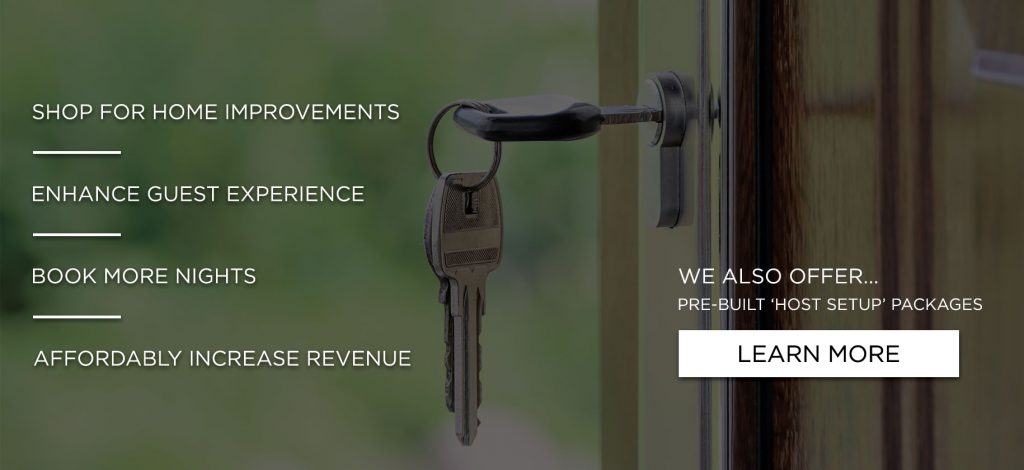 SHOP FOR HOME IMPROVEMENTS
ENHANCE GUEST EXPERIENCE
BOOK MORE NIGHTS
AFFORDABLY INCREASE REVENUE
WE ALSO OFFER...
PRE-BUILT ‘HOST SETUP’ PACKAGES
LEARN MORE